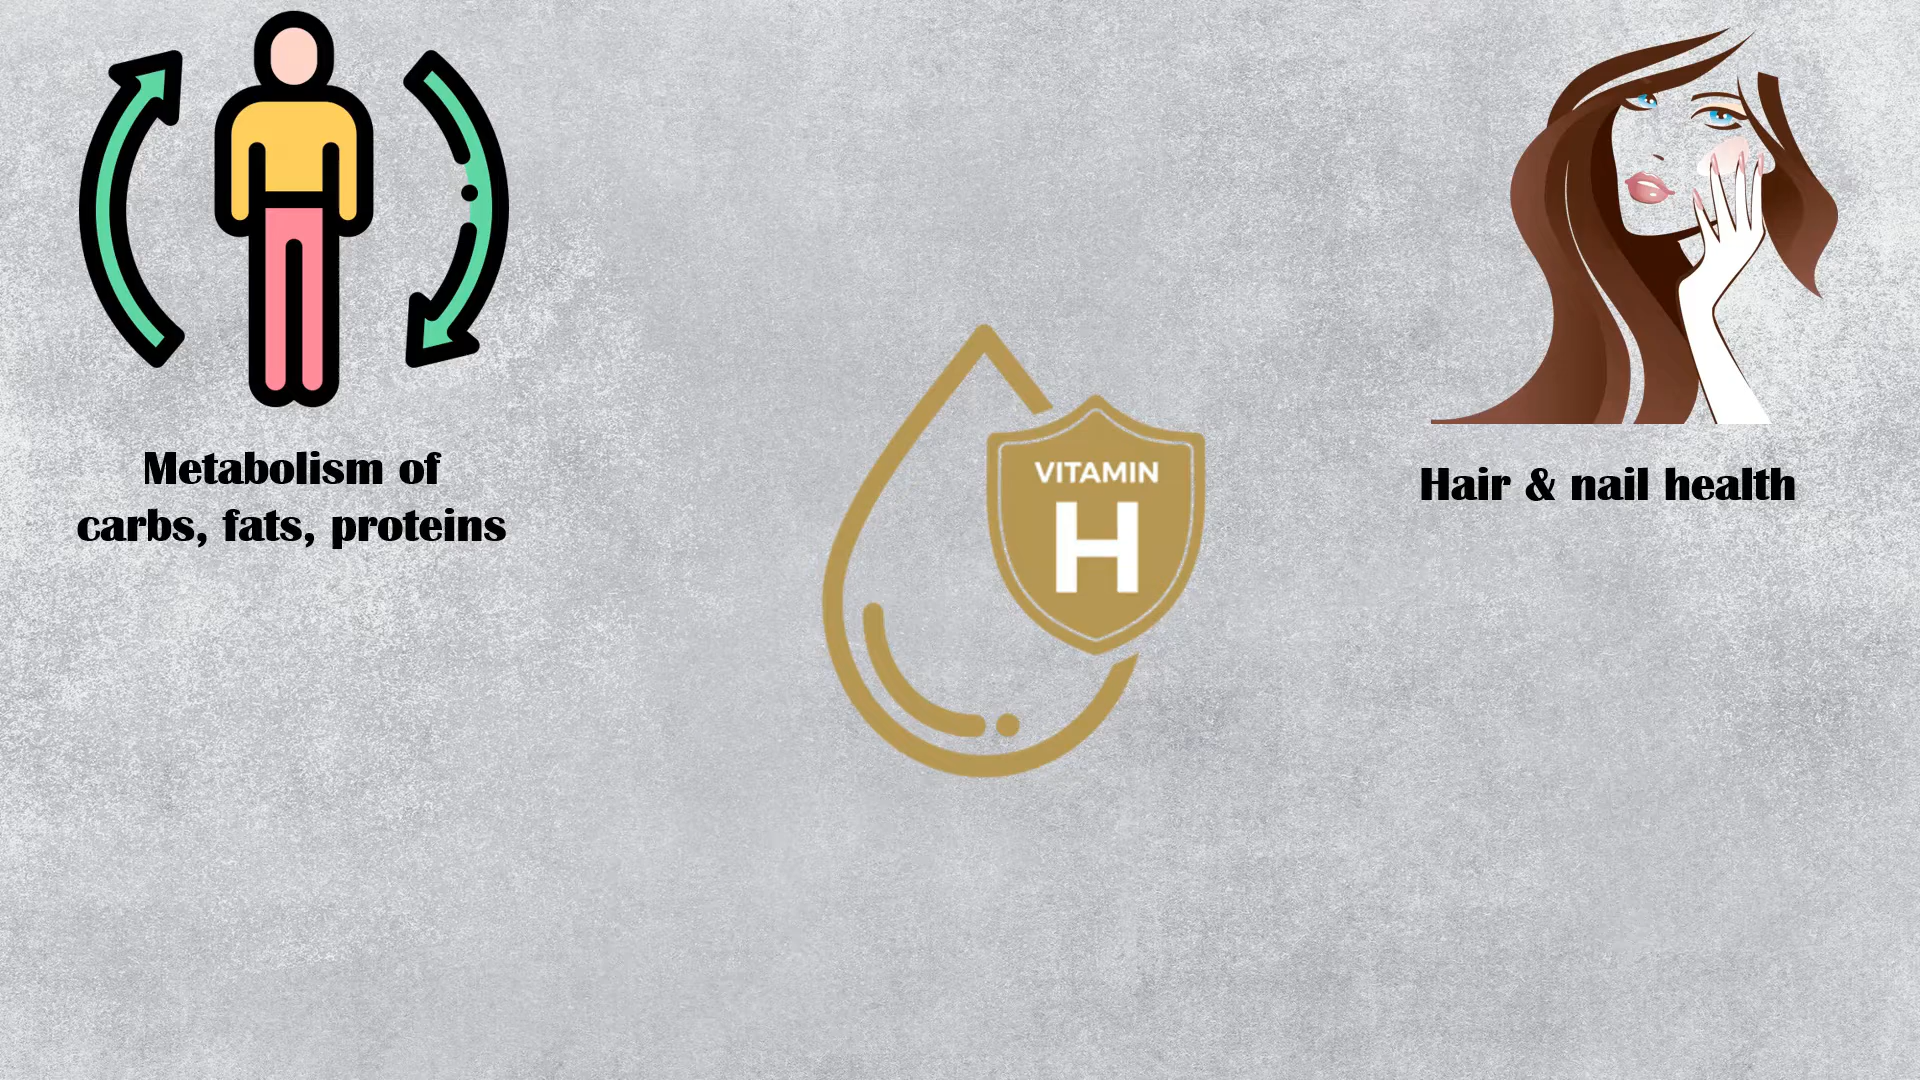 Metabolism of
carbs, fats, proteins
VITAMIN
H
Hair & nail health